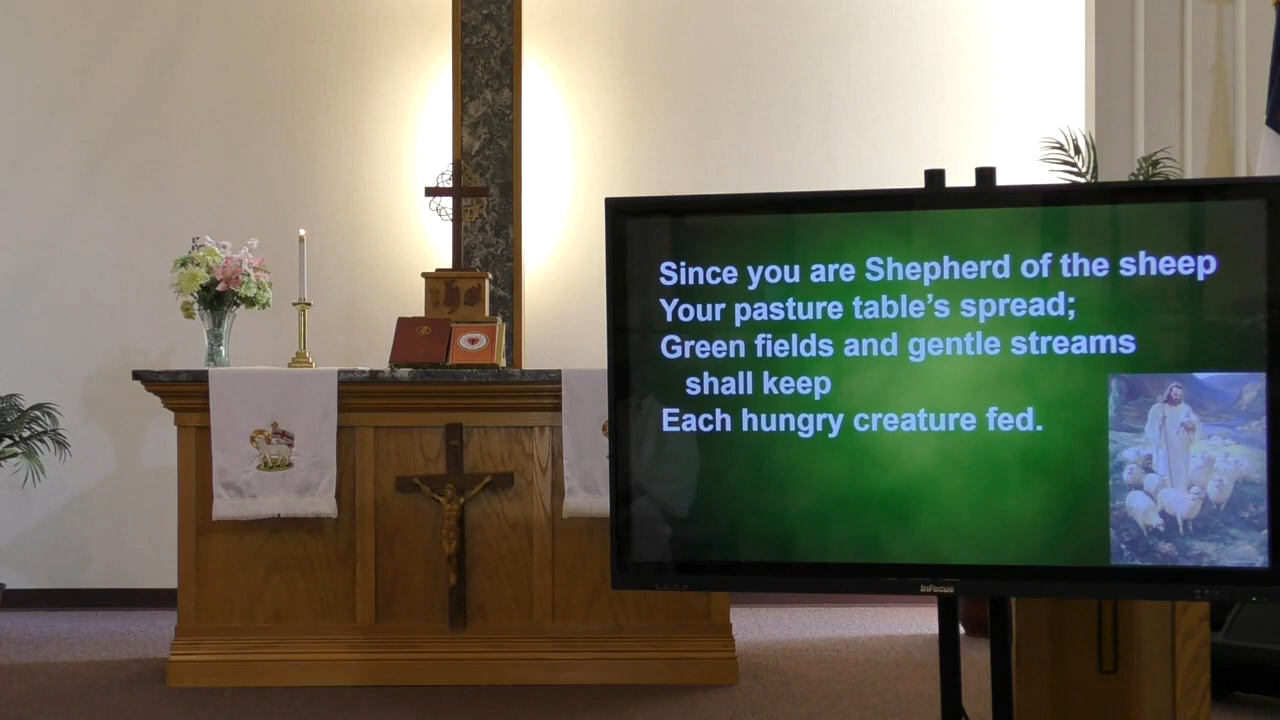 ihs
Since you are Shepherd of the sheep
Your pasture table’s spread;
Green fields and gentle streams
shall keep
Each hungry creature fed.
InFocus